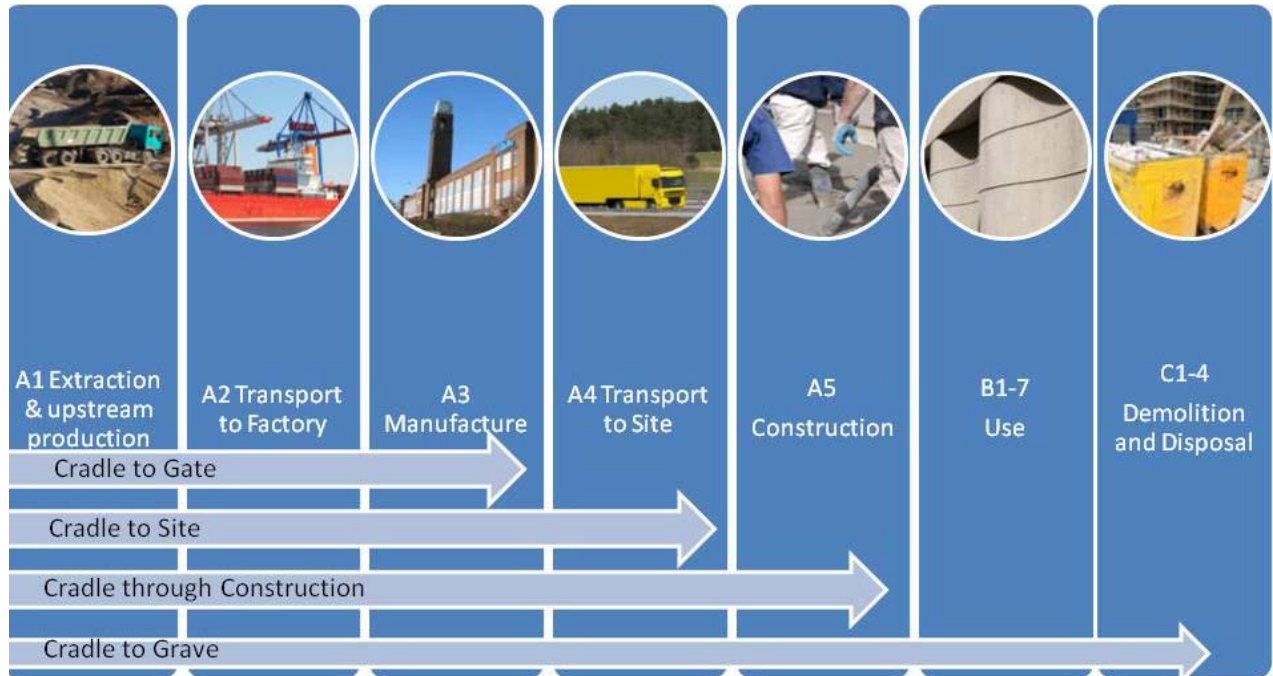 A1 Extraction
& upstream
production
A2 Transport
to Factory
A3
Manufacture
A4 Transport
to Site
A5
Construction
B1-7
Use
C1-4
Demolition
and Disposal
Cradle to Gate
Cradle to Site
Cradle through Construction
Cradle to Grave